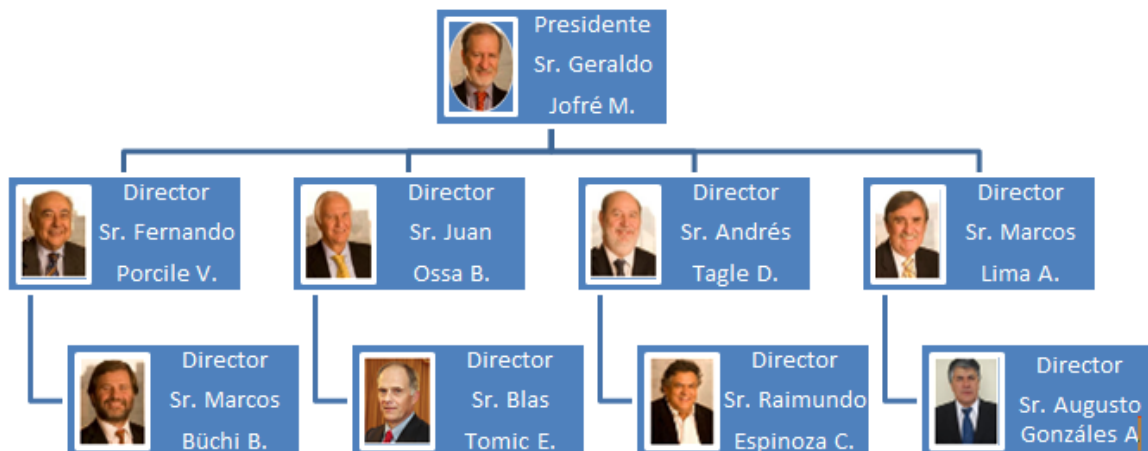 Presidente
Sr. Geraldo
Jofré M.
Director
Sr. Fernando
Porcile V.
Director
Sr. Juan
Ossa B.
Director
Sr. Andrés
Tagle D.
Director
Sr. Marcos
Lima A.
Director
Sr. Marcos
Büchi B.
Director
Sr. Blas
Tomic E.
Director
Sr. Raimundo
Espinoza C.
Director
Sr. Augusto
Gonzáles A